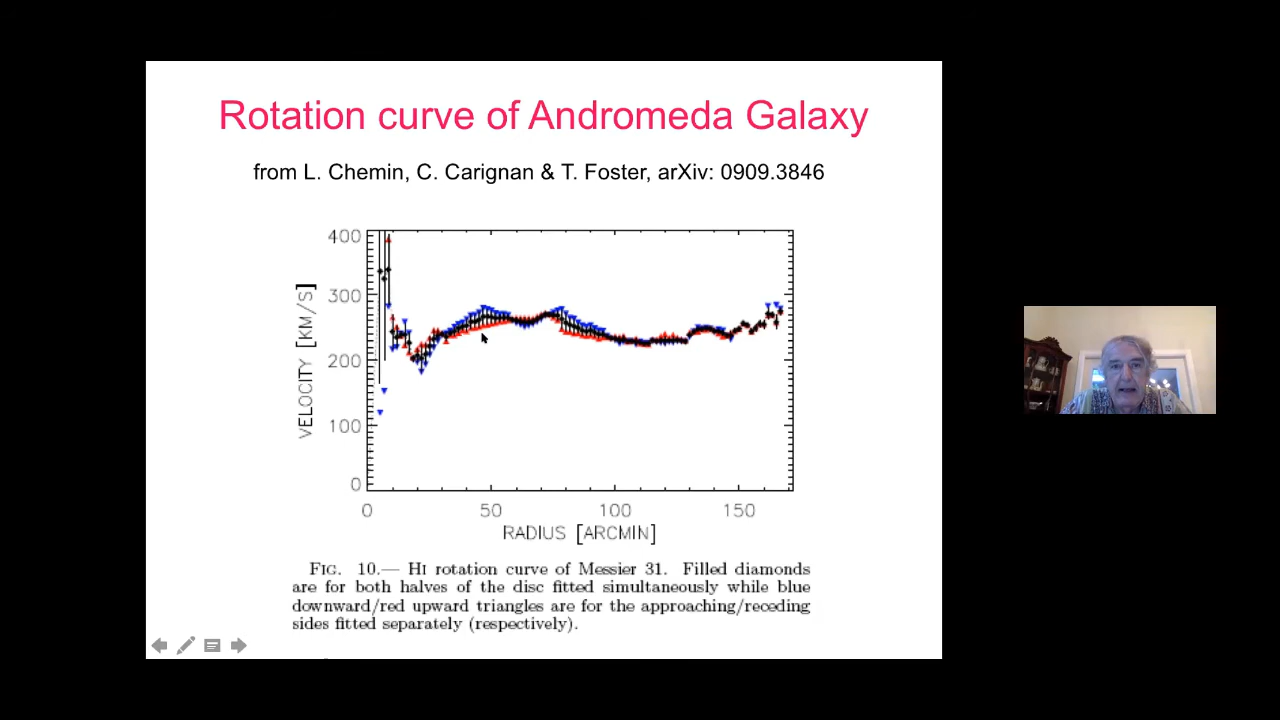 Rotation curve of Andromeda Galaxy
from L. Chemin, C. Carignan & T. Foster, arXiv: 0909.3846
400
300
200
100
0
VELOCITY [KM/S]
0 50 100 150
RADIUS [ARCMIN]
FIG. 10.— HI rotation curve of Messier 31. Filled diamonds
are for both halves of the disc fitted simultaneously while blue
downward/red upward triangles are for the approaching/receding
sides fitted separately (respectively).